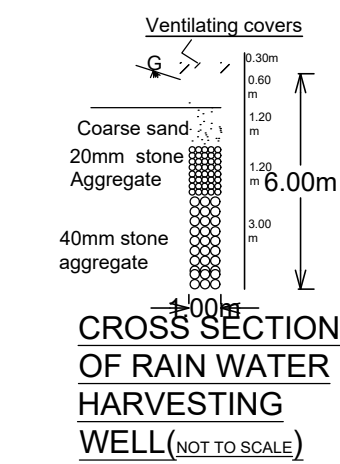 Ventilating covers
G
0.30m
0.60
m
1.20
m
Coarse sand
20mm stone
Aggregate
1.20
m
6.00m
40mm stone
aggregate
3.00
m
1.00m
CROSS SECTION
OF RAIN WATER
HARVESTING
WELL(NOT TO SCALE)